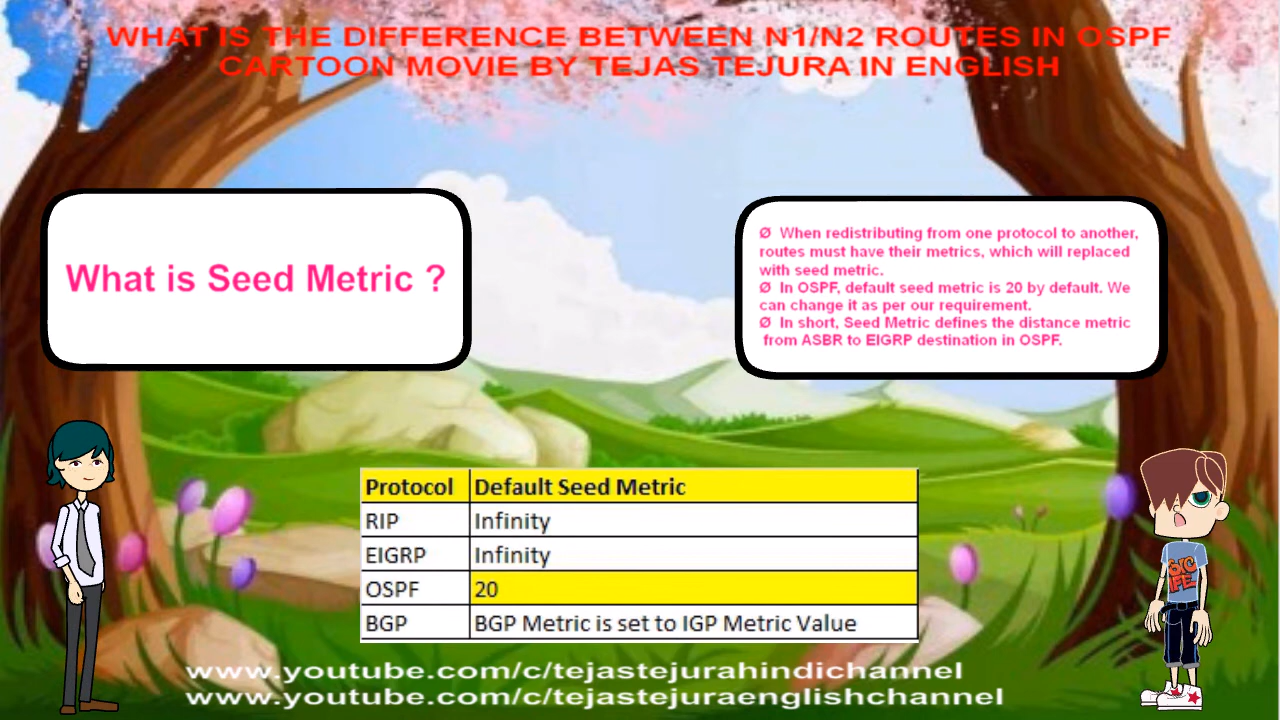 WHAT IS THE DIFFERENCE BETWEEN N1/N2 ROUTES IN OSPF
CARTOON MOVIE BY TEJAS TEJURA IN ENGLISH
What is Seed Metric ?
Ø When redistributing from one protocol to another,
routes must have their metrics, which will replaced
with seed metric.
Ø In OSPF, default seed metric is 20 by default. We
can change it as per our requirement.
Ø In short, Seed Metric defines the distance metric
from ASBR to EIGRP destination in OSPF.
Protocol Default Seed Metric
RIP Infinity
EIGRP Infinity
OSPF 20
BGP BGP Metric is set to IGP Metric Value
www.youtube.com/c/tejastejurahindichannel
www.youtube.com/c/tejastejuraenglishchannel